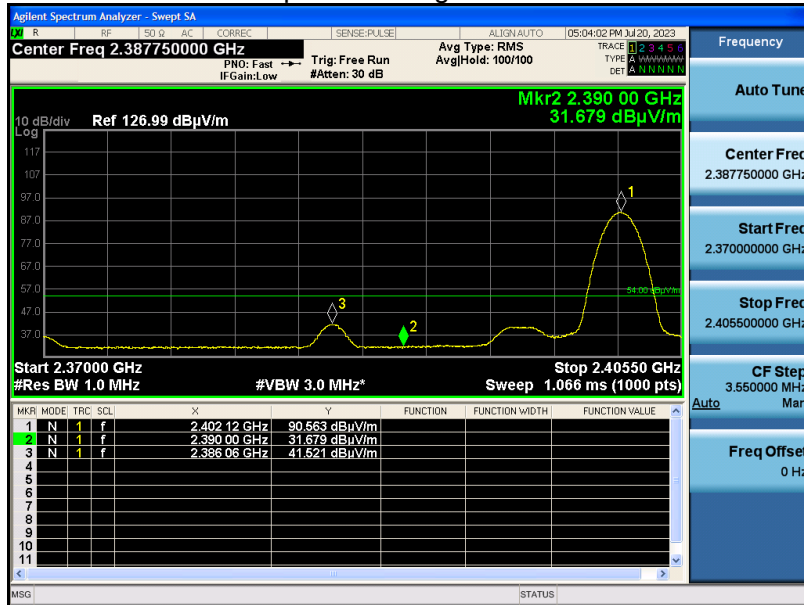 Agilent Spectrum Analyzer - Swept SA
LXI R RF 50 Ω AC CORREC SENSE:PULSE ALIGN AUTO 05:04:02 PM Jul 20, 2023
Center Freq 2.387750000 GHz
PNO: Fast
IFGain:Low
Trig: Free Run
#Atten: 30 dB
Avg Type: RMS
Avg|Hold: 100/100
TRACE 1 2 3 4 5 6
TYPE A WWWWW
DET A N N N N N
Mkr2 2.390 00 GHz
31.679 dBµV/m
10 dB/div Ref 126.99 dBµV/m
Log
117
107
97.0
87.0
77.0
67.0
57.0
47.0
37.0
1
54.00 dBµV/m
3
2
Start 2.37000 GHz Stop 2.40550 GHz
#Res BW 1.0 MHz #VBW 3.0 MHz* Sweep 1.066 ms (1000 pts)
MKR MODE TRC SCL X Y FUNCTION FUNCTION WIDTH FUNCTION VALUE
1 N 1 f 2.402 12 GHz 90.563 dBµV/m
2 N 1 f 2.390 00 GHz 31.679 dBµV/m
3 N 1 f 2.386 06 GHz 41.521 dBµV/m
4
5
6
7
8
9
10
11
MSG STATUS
Frequency
Auto Tune
Center Freq
2.387750000 GHz
Start Freq
2.370000000 GHz
Stop Freq
2.405500000 GHz
CF Step
3.550000 MHz
Auto Man
Freq Offset
0 Hz